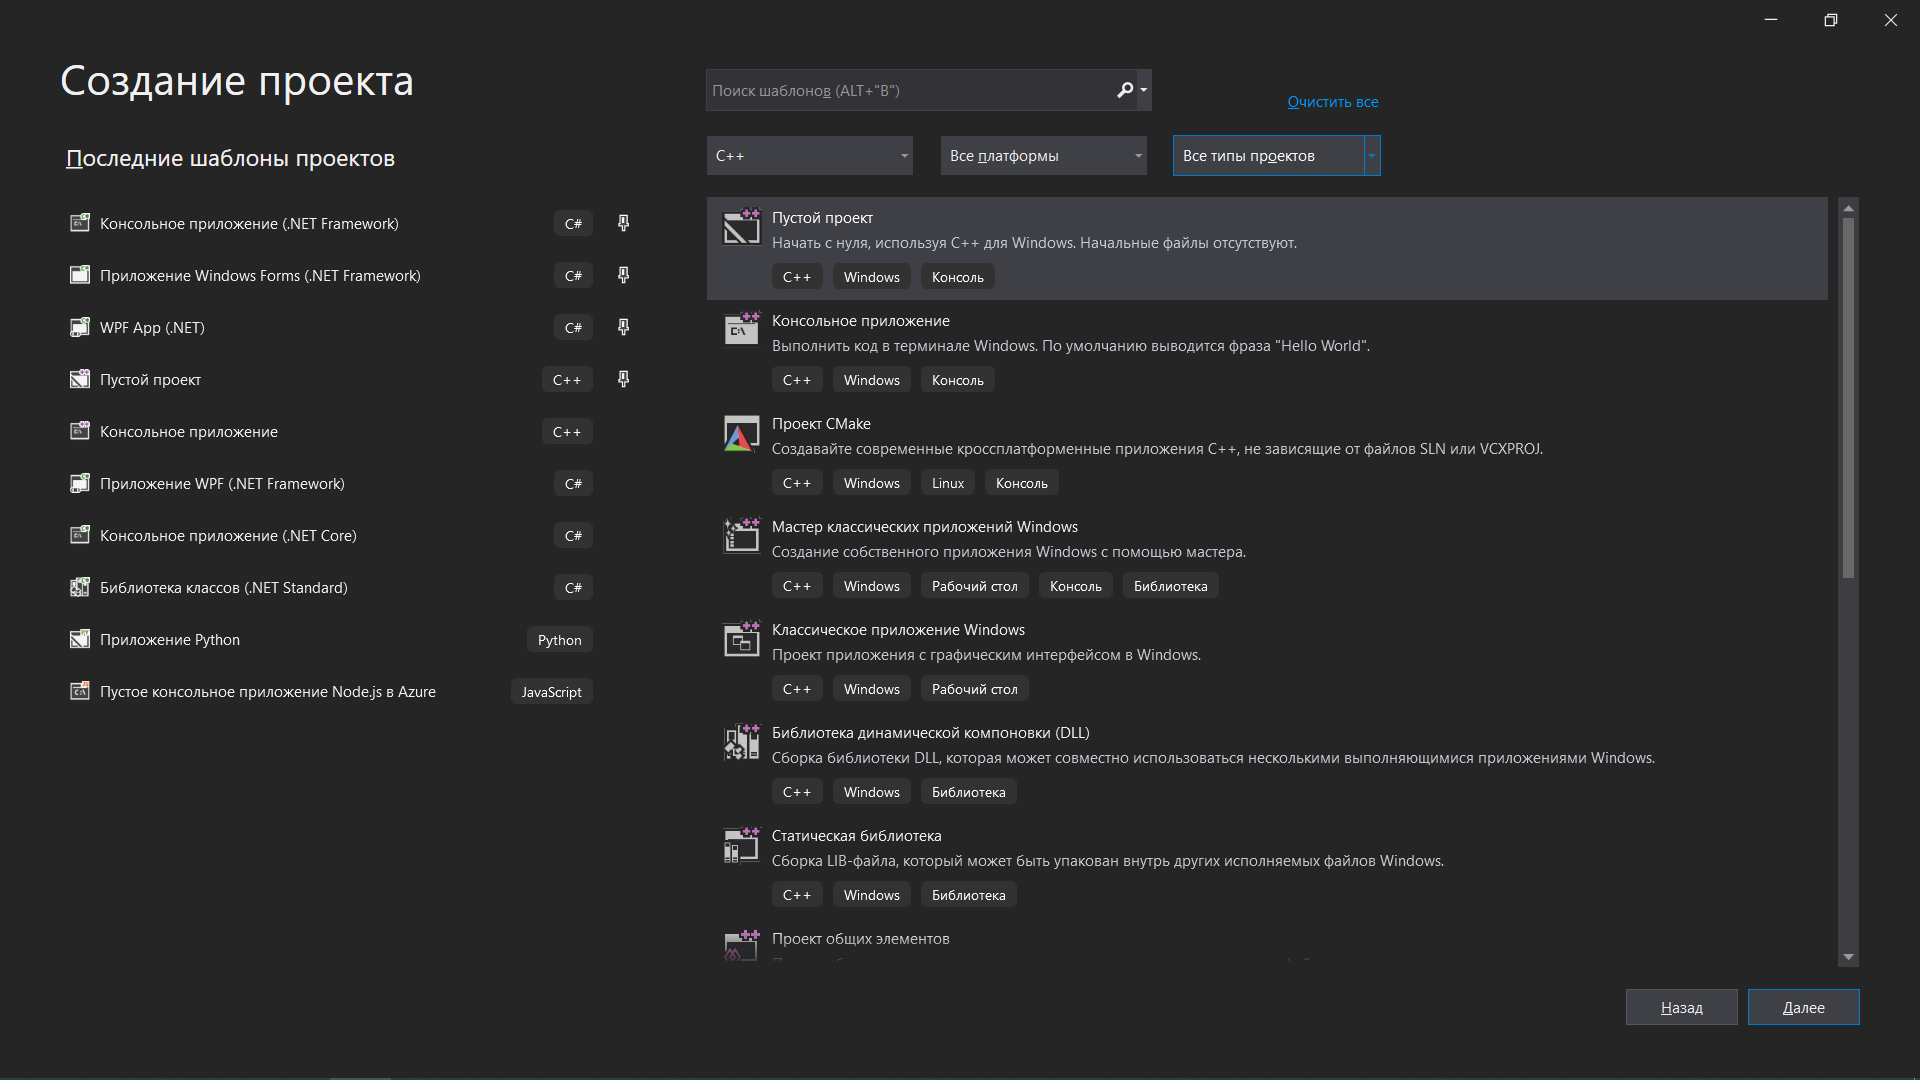 Создание проекта
Последние шаблоны проектов
Консольное приложение (.NET Framework) C#
Приложение Windows Forms (.NET Framework) C#
WPF App (.NET) C#
Пустой проект C++
Консольное приложение C++
Приложение WPF (.NET Framework) C#
Консольное приложение (.NET Core) C#
Библиотека классов (.NET Standard) C#
Приложение Python Python
Пустое консольное приложение Node.js в Azure JavaScript
Поиск шаблонов (ALT+"В")
Очистить все
C++ Все платформы Все типы проектов
Пустой проект
Начать с нуля, используя C++ для Windows. Начальные файлы отсутствуют.
C++ Windows Консоль
Консольное приложение
Выполнить код в терминале Windows. По умолчанию выводится фраза "Hello World".
C++ Windows Консоль
Проект CMake
Создавайте современные кроссплатформенные приложения C++, не зависящие от файлов SLN или VCXPROJ.
C++ Windows Linux Консоль
Мастер классических приложений Windows
Создание собственного приложения Windows с помощью мастера.
C++ Windows Рабочий стол Консоль Библиотека
Классическое приложение Windows
Проект приложения с графическим интерфейсом в Windows.
C++ Windows Рабочий стол
Библиотека динамической компоновки (DLL)
Сборка библиотеки DLL, которая может совместно использоваться несколькими выполняющимися приложениями Windows.
C++ Windows Библиотека
Статическая библиотека
Сборка LIB-файла, который может быть упакован внутрь других исполняемых файлов Windows.
C++ Windows Библиотека
Проект общих элементов
Назад Далее